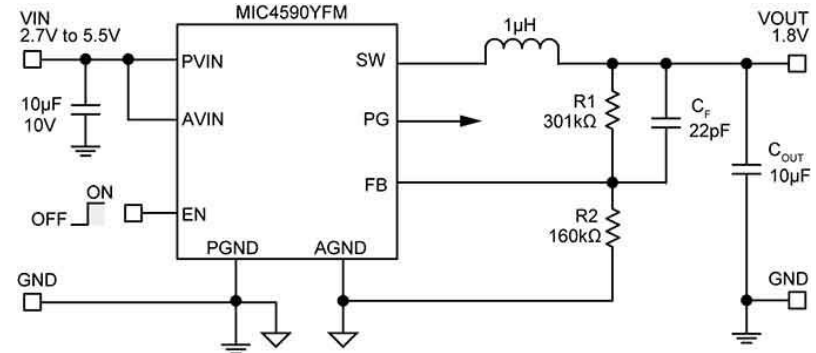 MIC4590YFM
VIN
2.7V to 5.5V
PVIN
AVIN
EN
PGND
AGND
SW
PG
FB
10µF
10V
ON
OFF
GND
1µH
R1
301kΩ
CF
22pF
R2
160kΩ
COUT
10µF
VOUT
1.8V
GND